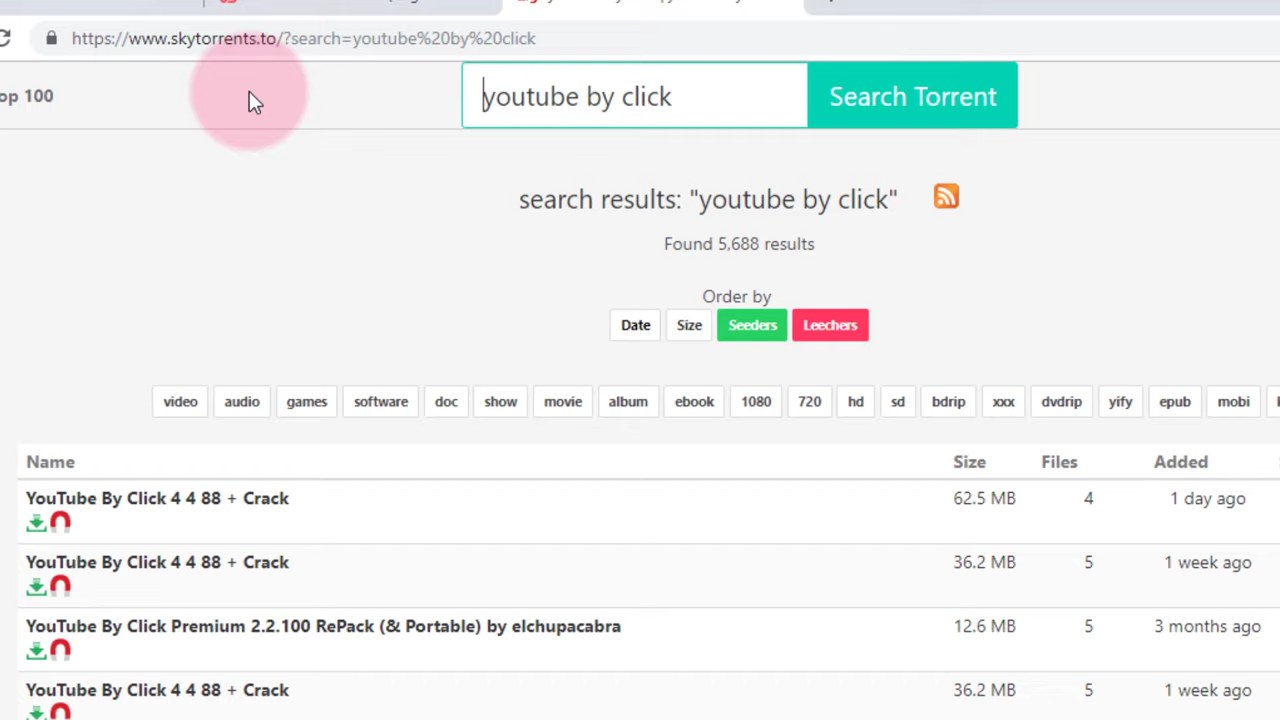 https://www.skytorrents.to/?search=youtube%20by%20click
op 100
youtube by click
Search Torrent
search results: "youtube by click"
Found 5,688 results
Order by
Date Size Seeders Leechers
video audio games software doc show movie album ebook 1080 720 hd sd bdrip xxx dvdrip yify epub mobi
Name Size Files Added
YouTube By Click 4 4 88 + Crack 62.5 MB 4 1 day ago
YouTube By Click 4 4 88 + Crack 36.2 MB 5 1 week ago
YouTube By Click Premium 2.2.100 RePack (& Portable) by elchupacabra 12.6 MB 5 3 months ago
YouTube By Click 4 4 88 + Crack 36.2 MB 5 1 week ago